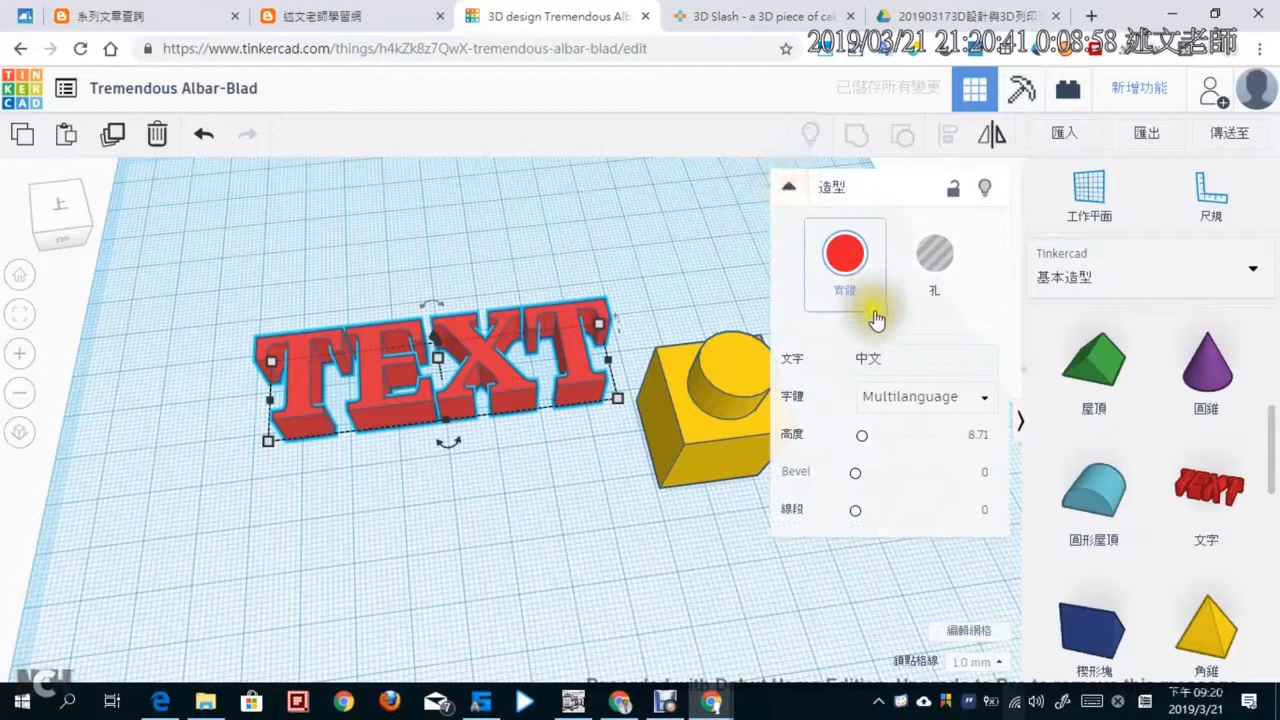 系列文章查詢
述文老師學習網
3D design Tremendous Alb
3D Slash - a 3D piece of ca
201903173D設計與3D列印
2019/03/21 21:20:41 0:08:58 述文老師
https://www.tinkercad.com/things/h4kZk8z7QwX-tremendous-albar-blad/edit
TIN
KER
CAD
Tremendous Albar-Blad
已儲存所有變更
新增功能
匯入
匯出
傳送至
上
造型
實體
孔
文字
中文
字體
Multilanguage
高度
8.71
Bevel
0
線段
0
TEXT
工作平面
尺規
Tinkercad
基本造型
屋頂
圓錐
圓形屋頂
TEXT
文字
楔形塊
角錐
編輯網格
鎖點格線
1.0 mm
NCH
下午 09:20
2019/3/21